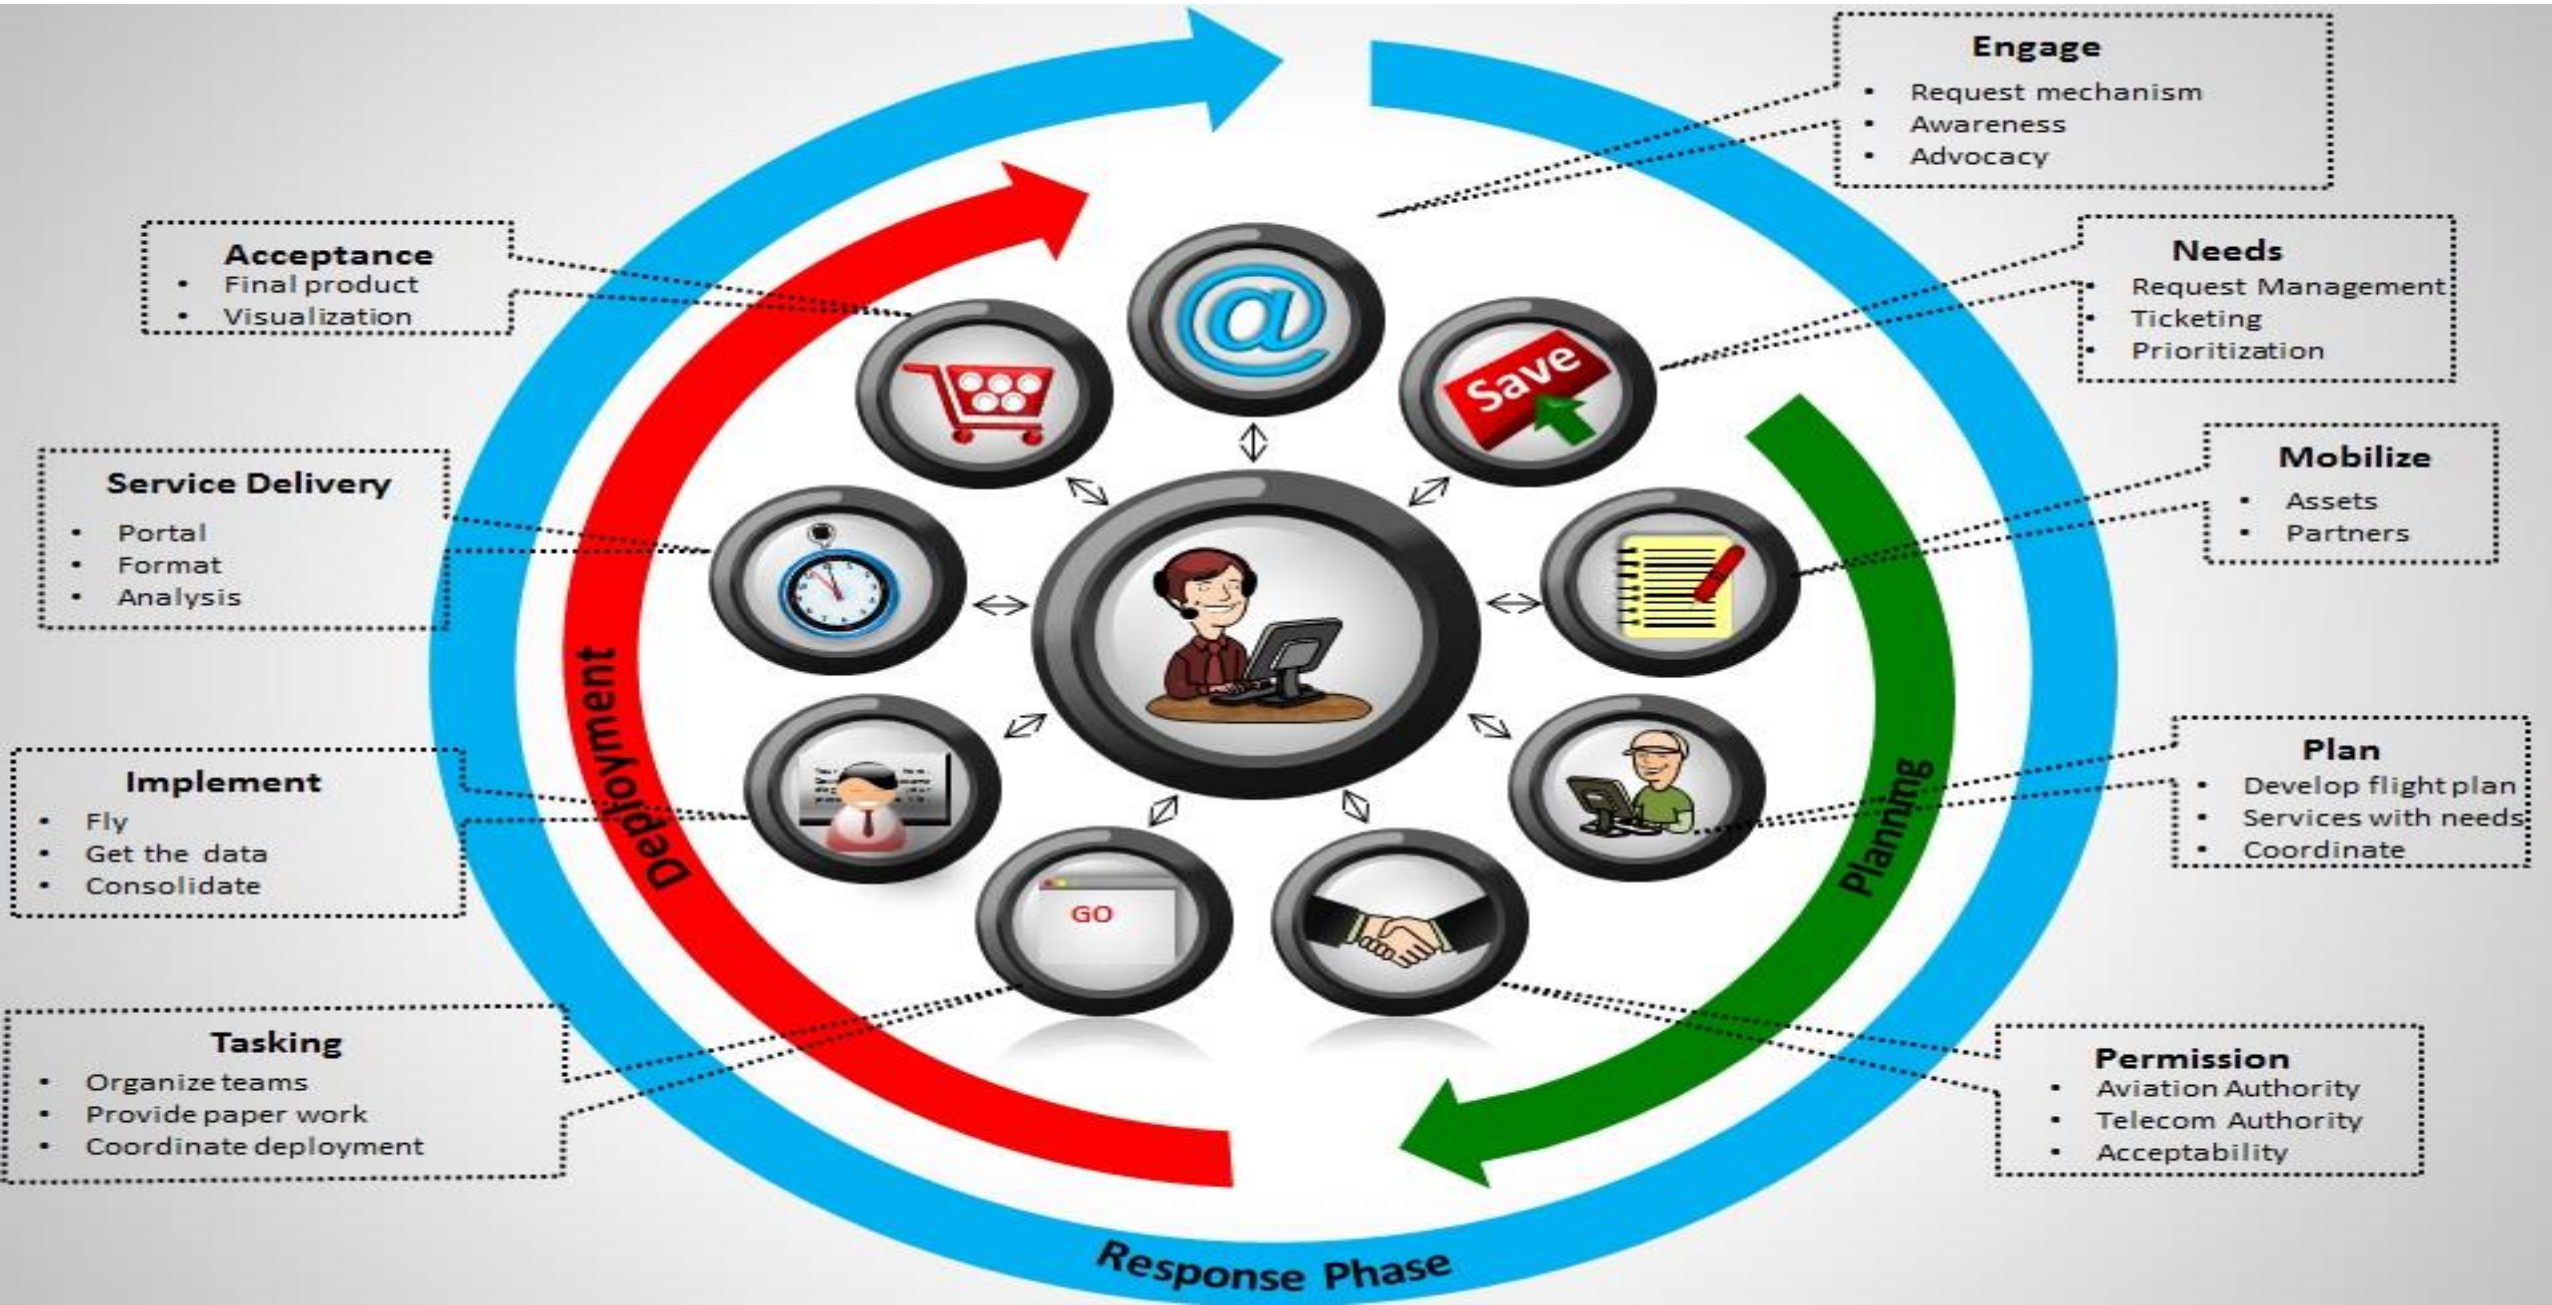 Engage
• Request mechanism
• Awareness
• Advocacy
Needs
• Request Management
• Ticketing
• Prioritization
Mobilize
• Assets
• Partners
Plan
• Develop flight plan
• Services with needs
• Coordinate
Permission
• Aviation Authority
• Telecom Authority
• Acceptability
Tasking
• Organize teams
• Provide paper work
• Coordinate deployment
Implement
• Fly
• Get the data
• Consolidate
Service Delivery
• Portal
• Format
• Analysis
Acceptance
• Final product
• Visualization
@
Save
GO
Planning
Deployment
Response Phase